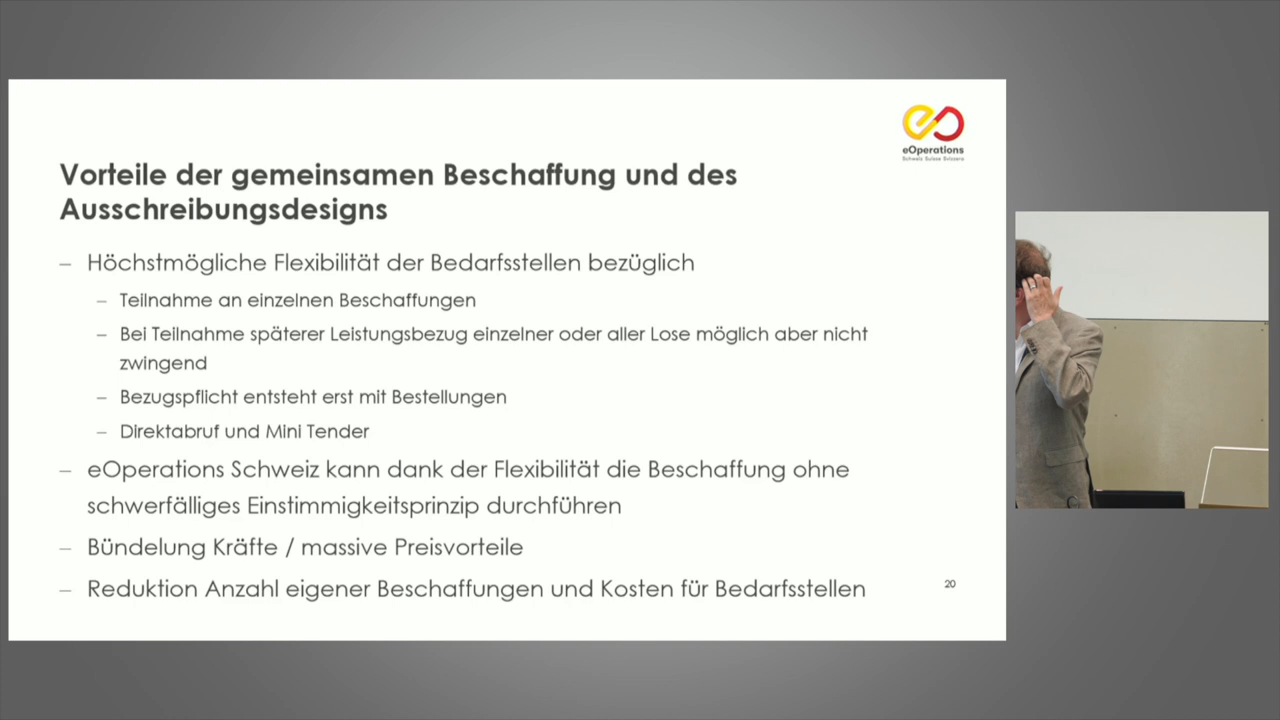 eOperations
Schweiz Suisse Svizzera
Vorteile der gemeinsamen Beschaffung und des
Ausschreibungsdesigns
– Höchstmögliche Flexibilität der Bedarfsstellen bezüglich
– Teilnahme an einzelnen Beschaffungen
– Bei Teilnahme späterer Leistungsbezug einzelner oder aller Lose möglich aber nicht
zwingend
– Bezugspflicht entsteht erst mit Bestellungen
– Direktabruf und Mini Tender
– eOperations Schweiz kann dank der Flexibilität die Beschaffung ohne
schwerfälliges Einstimmigkeitsprinzip durchführen
– Bündelung Kräfte / massive Preisvorteile
– Reduktion Anzahl eigener Beschaffungen und Kosten für Bedarfsstellen
20